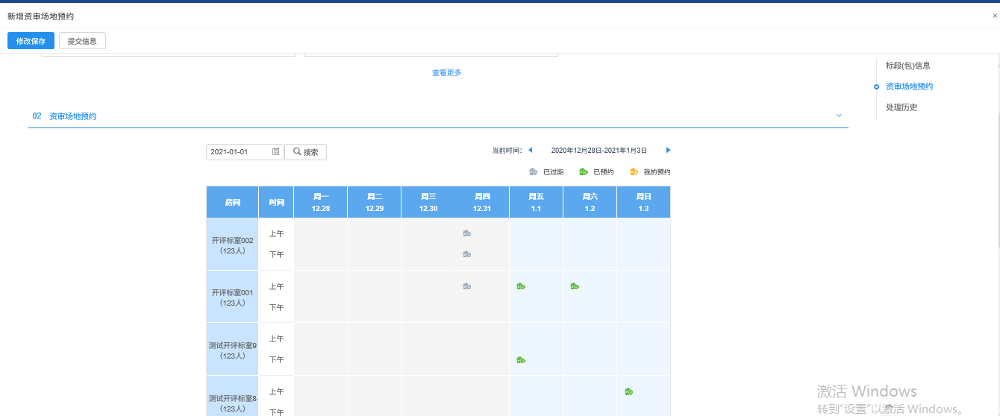 新增资审场地预约
×
修改保存 提交信息
查看更多
标段(包)信息
资审场地预约
处理历史
02 资审场地预约
2021-01-01 搜索
当前时间: 2020年12月28日-2021年1月3日
已过期 已预约 我的预约
房间 时间 周一 周二 周三 周四 周五 周六 周日
12.28 12.29 12.30 12.31 1.1 1.2 1.3
开评标室002
（123人）
上午
下午
开评标室001
（123人）
上午
下午
测试开评标室9
（123人）
上午
下午
测试开评标室8
（123人）
上午
下午
激活 Windows
转到“设置”以激活 Windows。